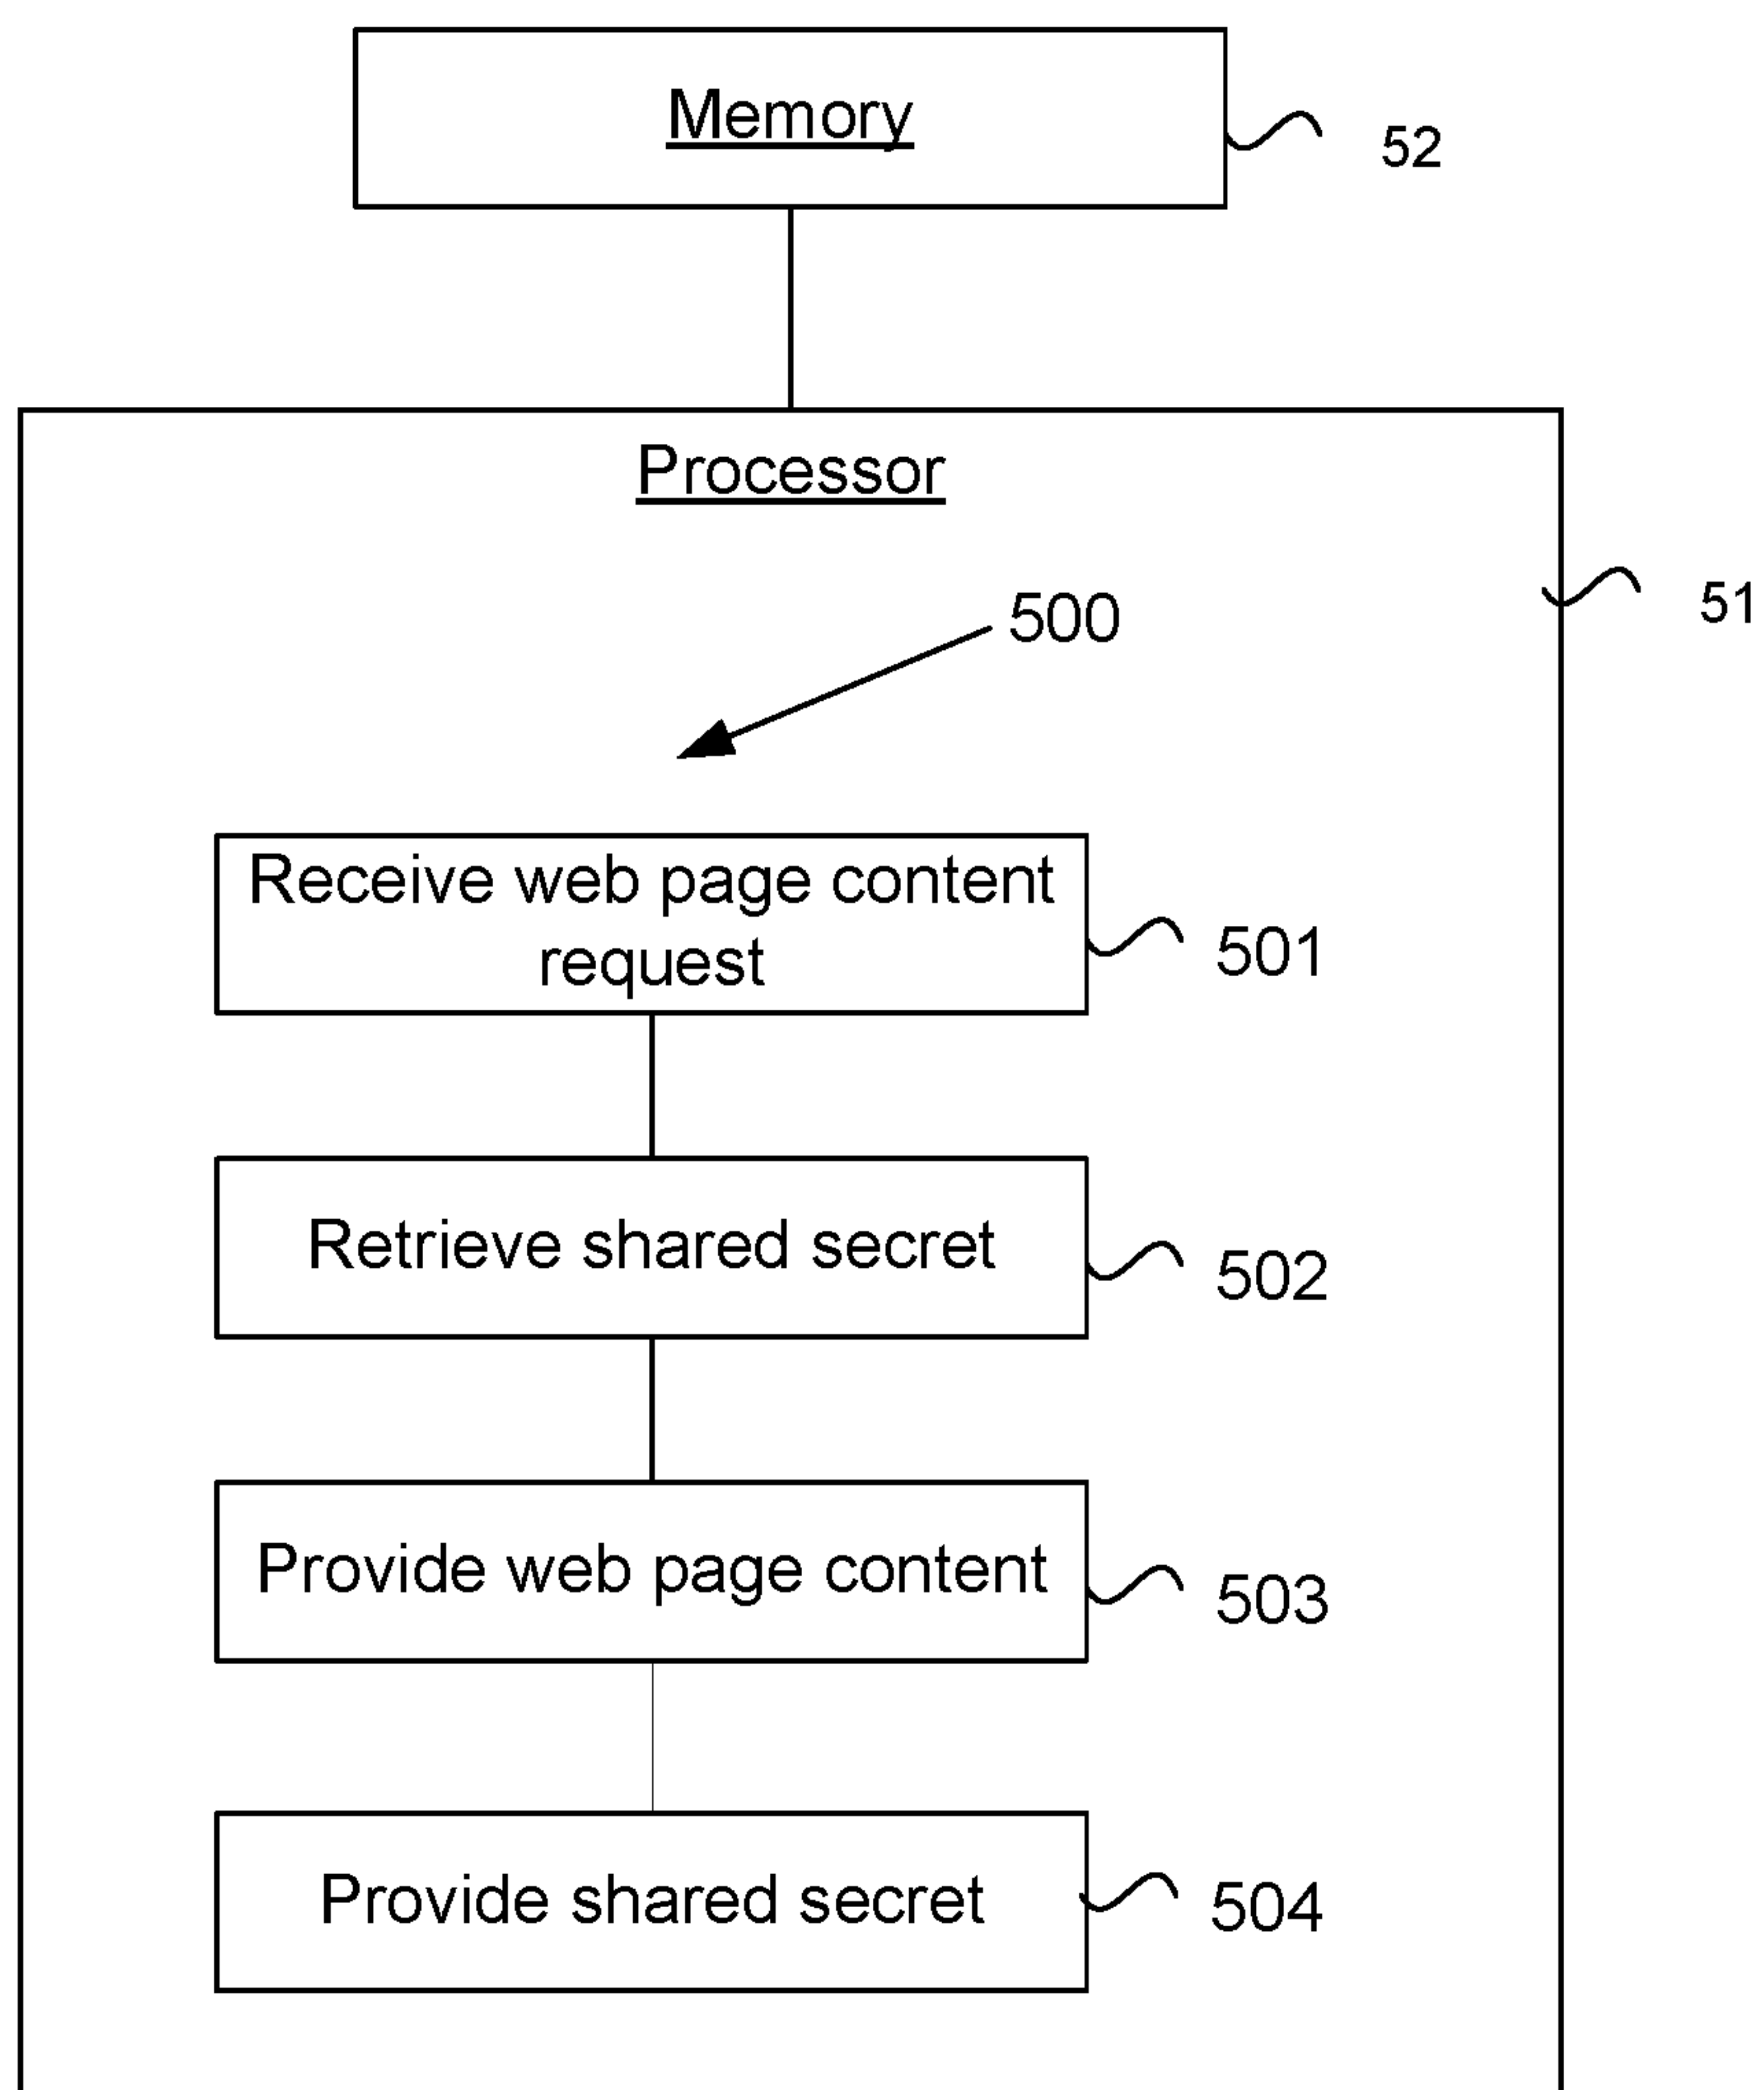 Memory
52
Processor
51
500
Receive web page content
request
501
Retrieve shared secret
502
Provide web page content
503
Provide shared secret
504